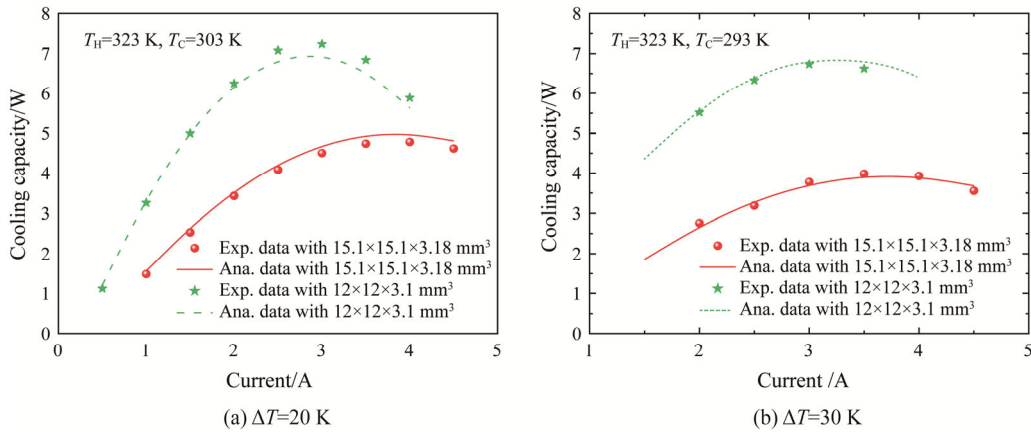 8
7
6
5
4
3
2
1
0
Cooling capacity/W
T_H=323 K, T_C=303 K
Exp. data with 15.1×15.1×3.18 mm³
Ana. data with 15.1×15.1×3.18 mm³
Exp. data with 12×12×3.1 mm³
Ana. data with 12×12×3.1 mm³
0 1 2 3 4 5
Current/A
(a) ΔT=20 K
8
7
6
5
4
3
2
1
0
Cooling capacity/W
T_H=323 K, T_C=293 K
Exp. data with 15.1×15.1×3.18 mm³
Ana. data with 15.1×15.1×3.18 mm³
Exp. data with 12×12×3.1 mm³
Ana. data with 12×12×3.1 mm³
1 2 3 4 5
Current /A
(b) ΔT=30 K